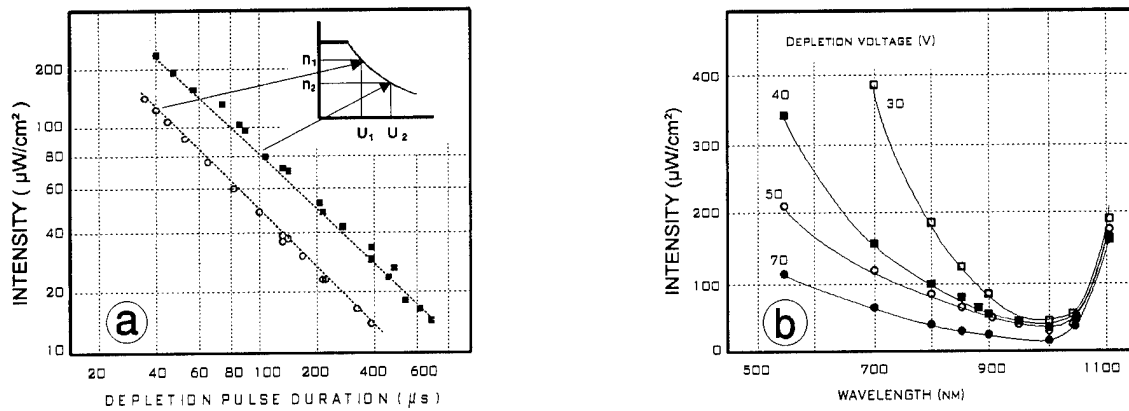 200
100
80
60
40
20
10
INTENSITY ( µW/cm²)
20 40 60 100 200 400 600
DEPLETION PULSE DURATION (µs)
a
n1
n2
U1 U2
DEPLETION VOLTAGE (V)
400
300
200
100
50
0
INTENSITY (µW/cm²)
40
30
50
70
b
500 700 900 1100
WAVELENGTH (NM)